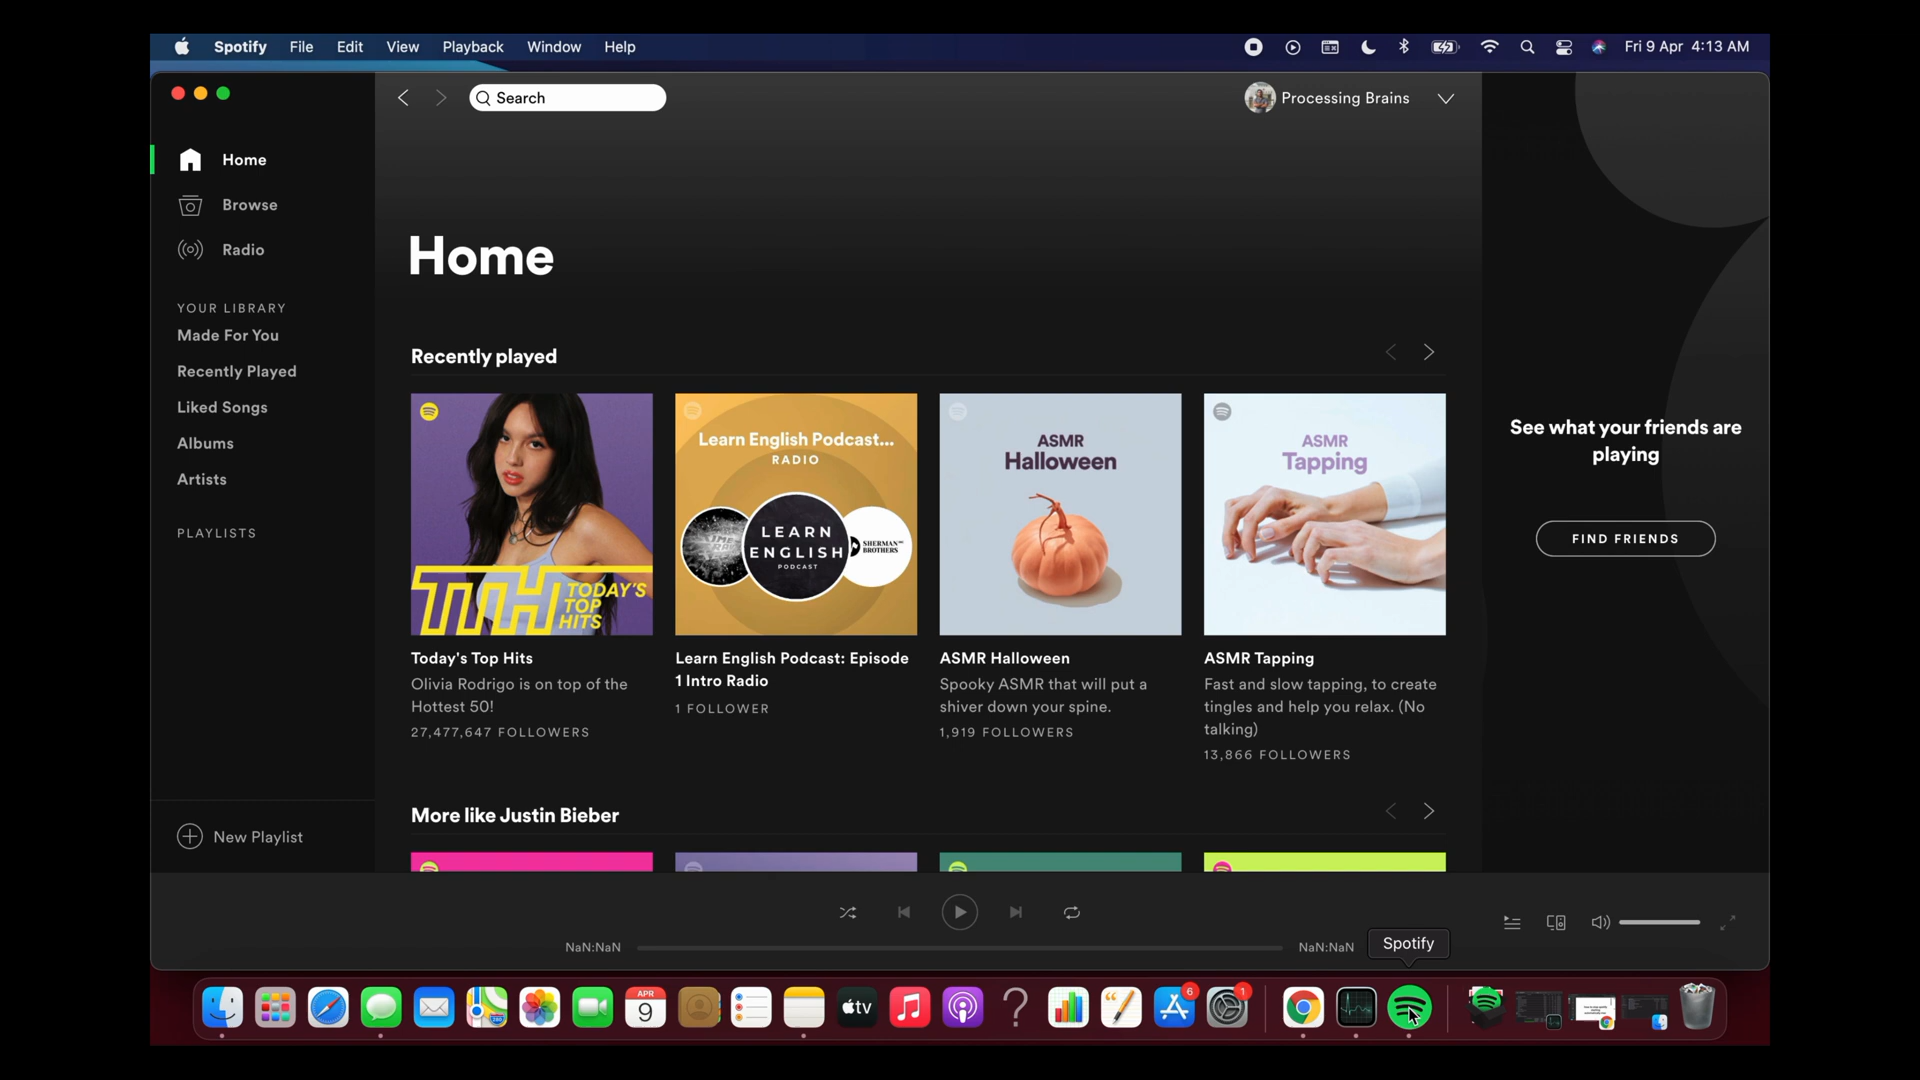 Spotify File Edit View Playback Window Help
Fri 9 Apr 4:13 AM
Search
Processing Brains
Home
Browse
Radio
YOUR LIBRARY
Made For You
Recently Played
Liked Songs
Albums
Artists
PLAYLISTS
New Playlist
Home
Recently played
TTH TODAY'S
TOP
HITS
Today's Top Hits
Olivia Rodrigo is on top of the
Hottest 50!
27,477,647 FOLLOWERS
Learn English Podcast...
RADIO
LEARN
ENGLISH
PODCAST
SHERMAN
BROTHERS
Learn English Podcast: Episode
1 Intro Radio
1 FOLLOWER
ASMR
Halloween
ASMR Halloween
Spooky ASMR that will put a
shiver down your spine.
1,919 FOLLOWERS
ASMR
Tapping
ASMR Tapping
Fast and slow tapping, to create
tingles and help you relax. (No
talking)
13,866 FOLLOWERS
More like Justin Bieber
See what your friends are
playing
FIND FRIENDS
NaN:NaN
NaN:NaN
Spotify
APR
9
tv
6
1